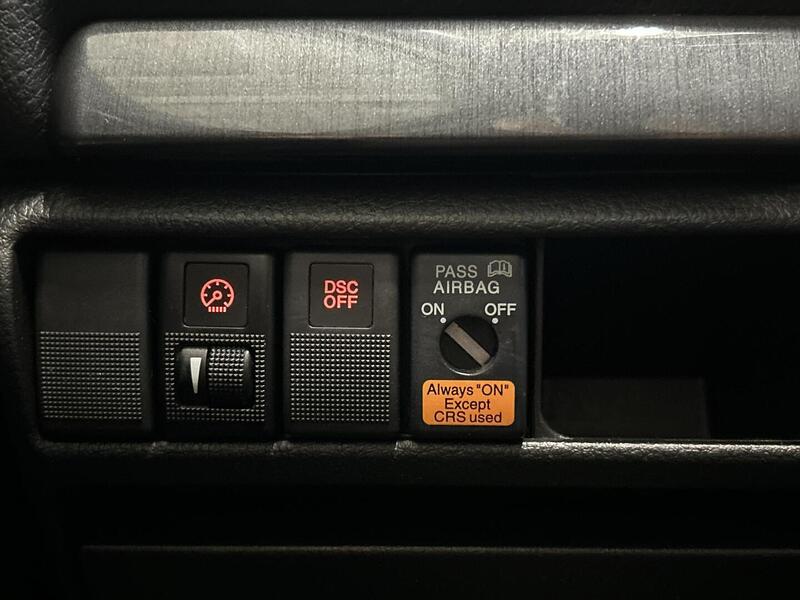 DSC
OFF
PASS
AIRBAG
ON OFF
Always "ON"
Except
CRS used